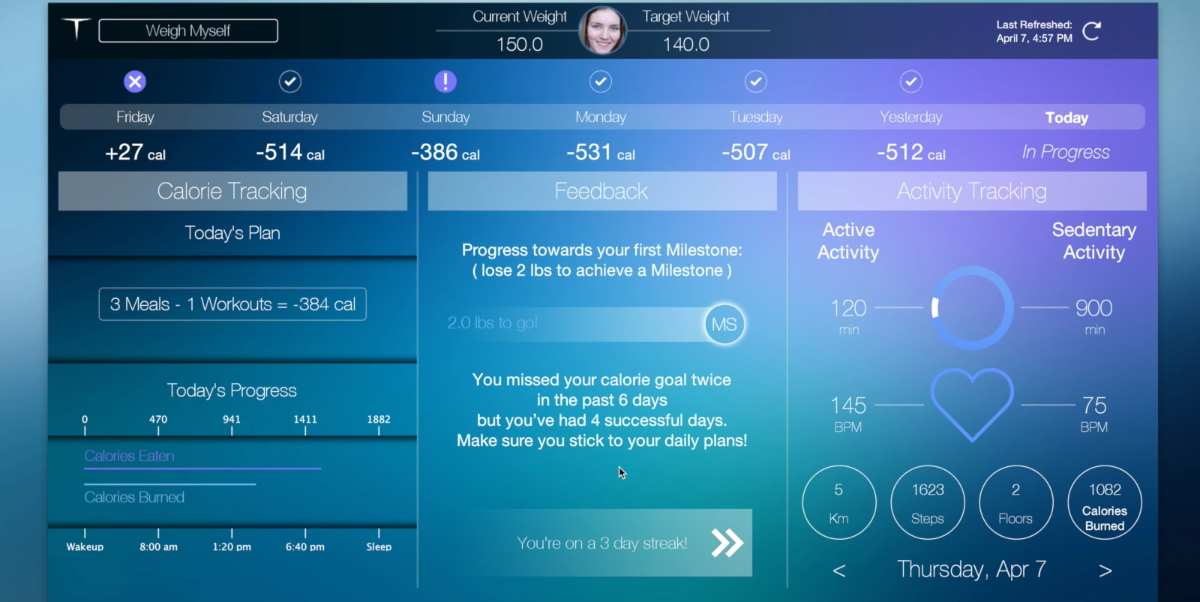 Weigh Myself
Current Weight
150.0
Target Weight
140.0
Last Refreshed:
April 7, 4:57 PM
Friday Saturday Sunday Monday Tuesday Yesterday Today
+27 cal -514 cal -386 cal -531 cal -507 cal -512 cal In Progress
Calorie Tracking
Today's Plan
3 Meals - 1 Workouts = -384 cal
Today's Progress
0 470 941 1411 1882
Calories Eaten
Calories Burned
Wakeup 8:00 am 1:20 pm 6:40 pm Sleep
Feedback
Progress towards your first Milestone:
( lose 2 lbs to achieve a Milestone )
2.0 lbs to go!
MS
You missed your calorie goal twice
in the past 6 days
but you've had 4 successful days.
Make sure you stick to your daily plans!
You're on a 3 day streak!
Activity Tracking
Active
Activity
Sedentary
Activity
120
min
900
min
145
BPM
75
BPM
5
Km
1623
Steps
2
Floors
1082
Calories
Burned
< Thursday, Apr 7 >